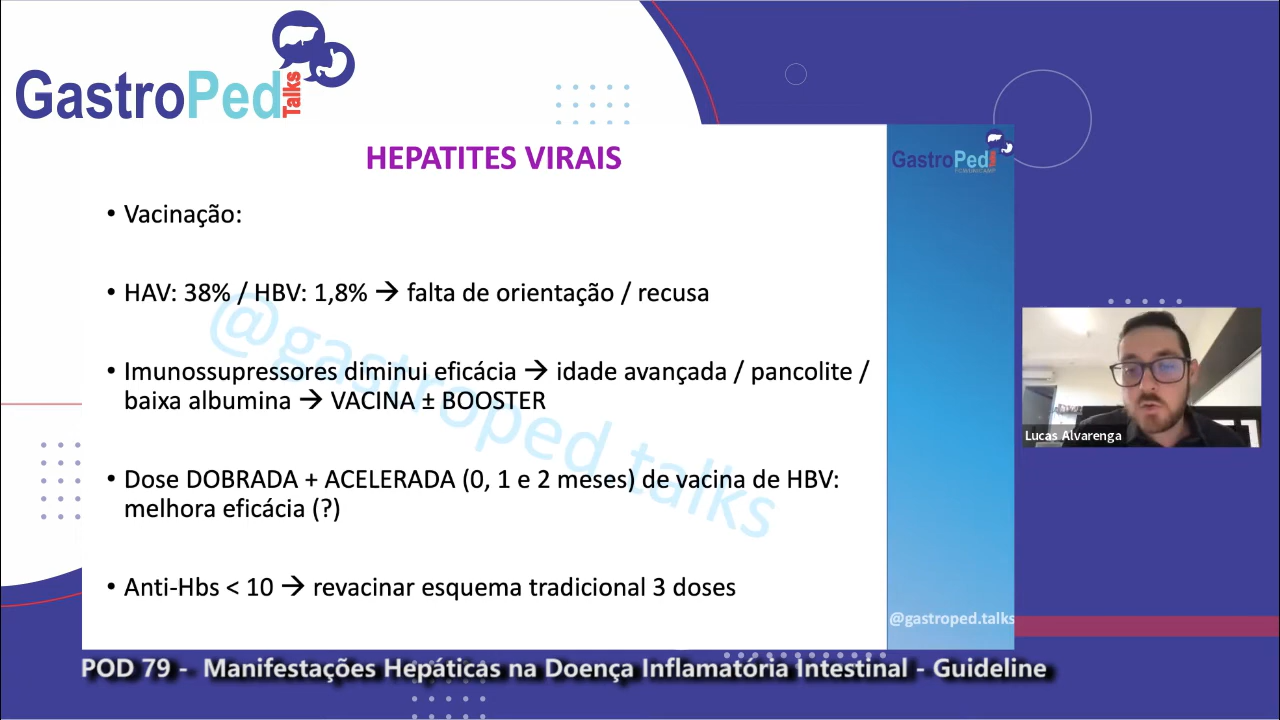 GastroPed
Talks
GastroPed
HEPATITES VIRAIS
• Vacinação:
• HAV: 38% / HBV: 1,8% → falta de orientação / recusa
• Imunossupressores diminui eficácia → idade avançada / pancolite /
baixa albumina → VACINA ± BOOSTER
• Dose DOBRADA + ACELERADA (0, 1 e 2 meses) de vacina de HBV:
melhora eficácia (?)
• Anti-Hbs < 10 → revacinar esquema tradicional 3 doses
@gastroped.talks
@gastroped.talks
Lucas Alvarenga
POD 79 - Manifestações Hepáticas na Doença Inflamatória Intestinal - Guideline